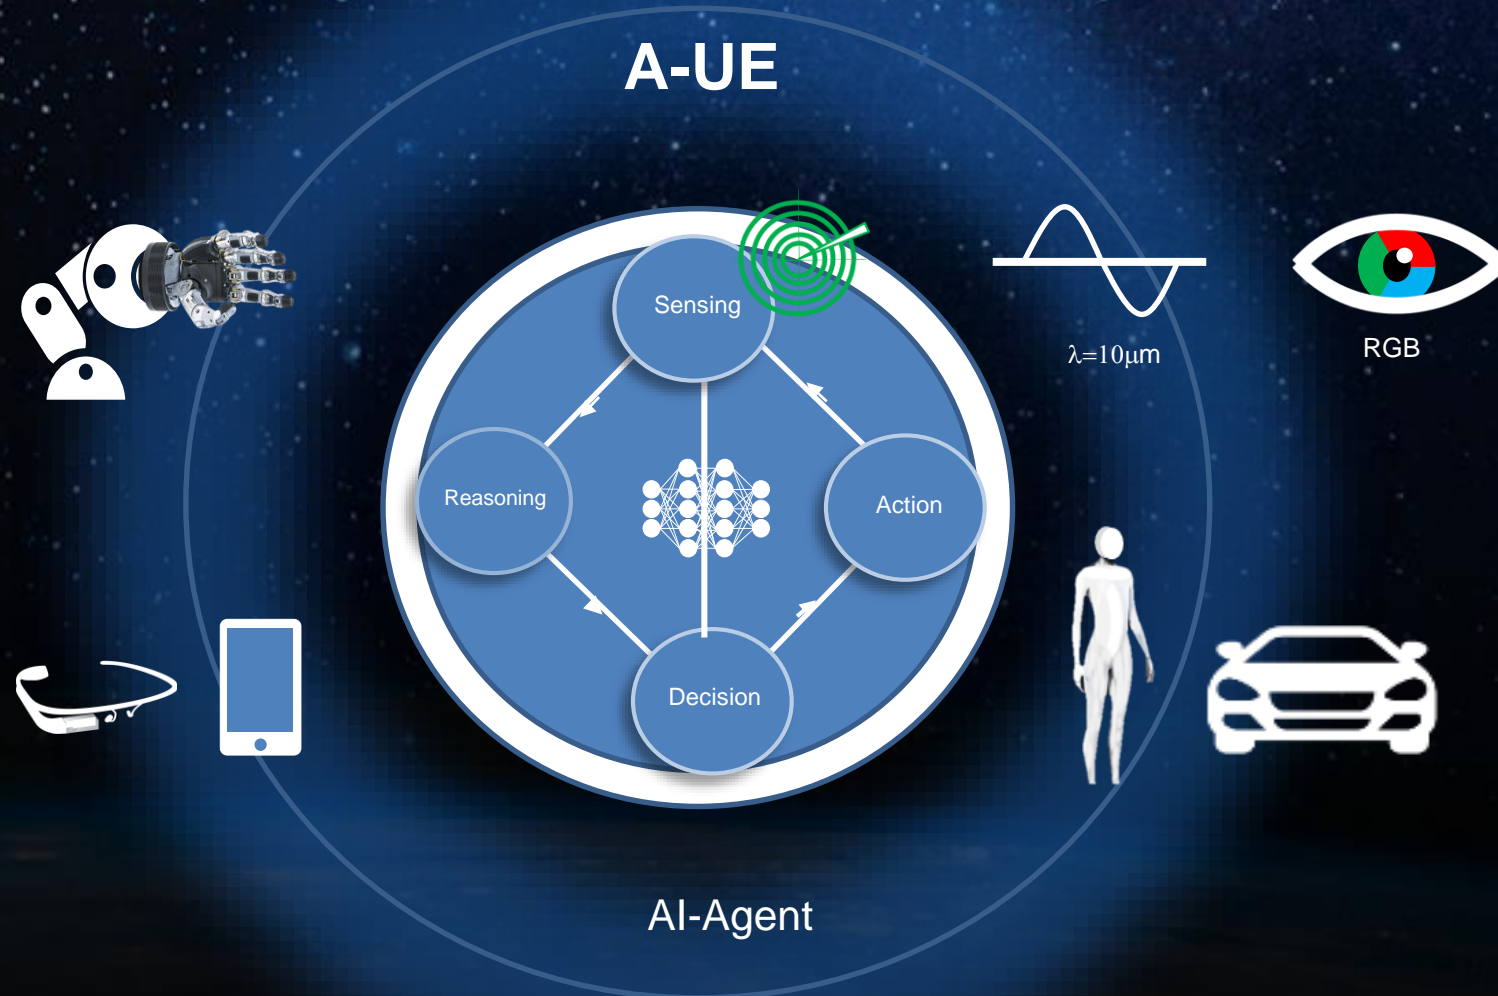 A-UE
Sensing
λ=10μm
RGB
Reasoning
Action
Decision
AI-Agent